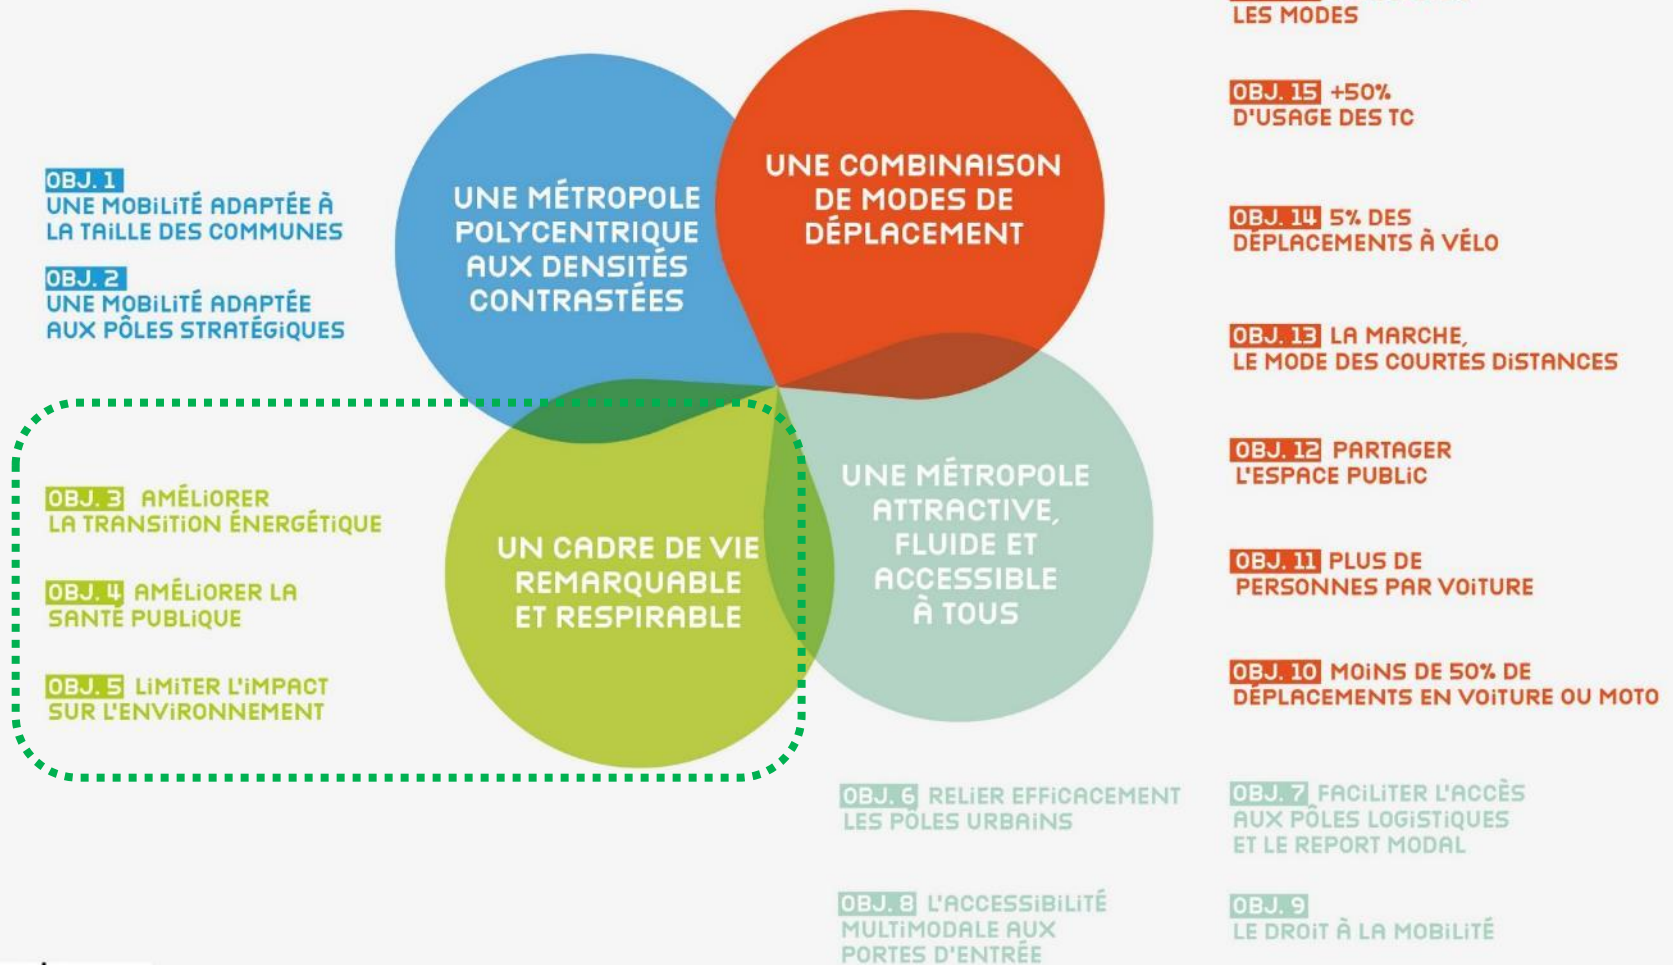 LES MODES
OBJ. 15 +50%
D'USAGE DES TC
OBJ. 14 5% DES
DÉPLACEMENTS À VÉLO
OBJ. 13 LA MARCHE,
LE MODE DES COURTES DiSTANCES
OBJ. 12 PARTAGER
L'ESPACE PUBLiC
OBJ. 11 PLUS DE
PERSONNES PAR VOiTURE
OBJ. 10 MOiNS DE 50% DE
DÉPLACEMENTS EN VOiTURE OU MOTO
UNE COMBINAISON
DE MODES DE
DÉPLACEMENT
UNE MÉTROPOLE
POLYCENTRIQUE
AUX DENSITÉS
CONTRASTÉES
OBJ. 1
UNE MOBiLiTÉ ADAPTÉE À
LA TAiLLE DES COMMUNES
OBJ. 2
UNE MOBiLiTÉ ADAPTÉE
AUX PÔLES STRATÉGiQUES
OBJ. 3 AMÉLiORER
LA TRANSiTiON ÉNERGÉTiQUE
OBJ. 4 AMÉLiORER LA
SANTÉ PUBLiQUE
OBJ. 5 LiMiTER L'iMPACT
SUR L'ENViRONNEMENT
UN CADRE DE VIE
REMARQUABLE
ET RESPIRABLE
UNE MÉTROPOLE
ATTRACTIVE,
FLUIDE ET
ACCESSIBLE
À TOUS
OBJ. 6 RELiER EFFiCACEMENT
LES PÔLES URBAiNS
OBJ. 7 FACiLiTER L'ACCÈS
AUX PÔLES LOGiSTiQUES
ET LE REPORT MODAL
OBJ. 8 L'ACCESSiBiLiTÉ
MULTiMODALE AUX
PORTES D'ENTRÉE
OBJ. 9
LE DROiT À LA MOBiLiTÉ